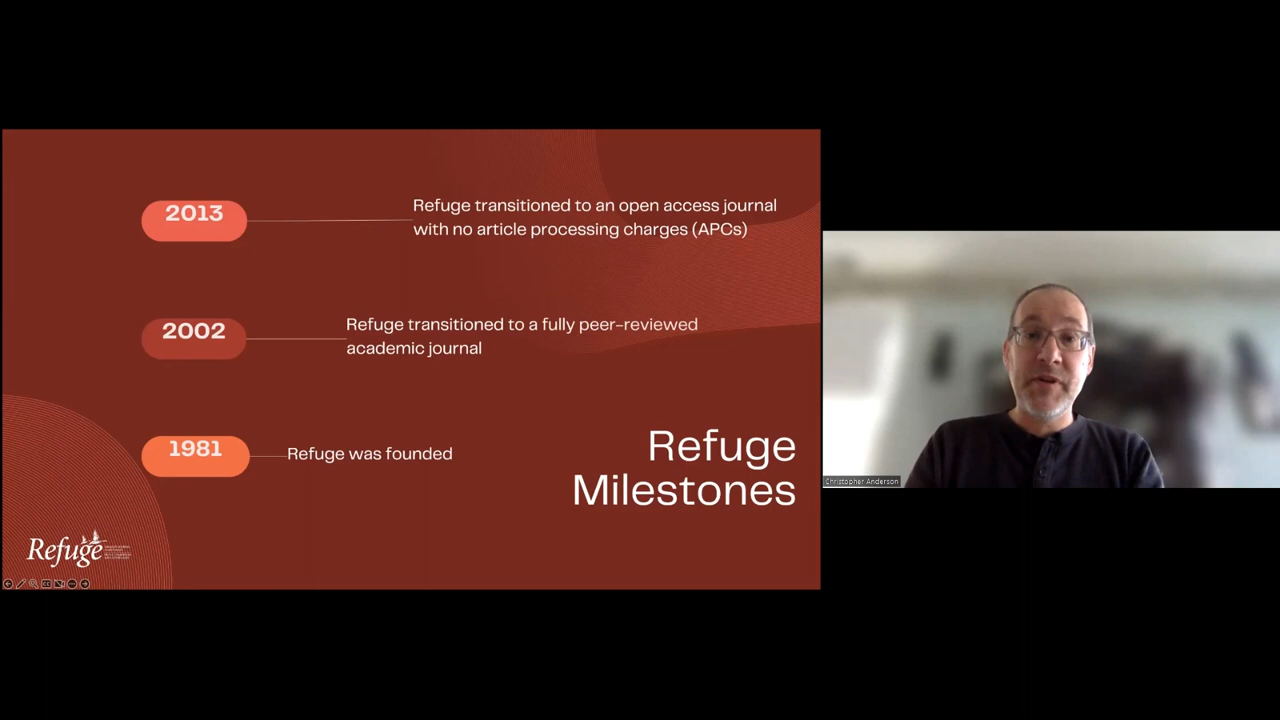 2013
Refuge transitioned to an open access journal
with no article processing charges (APCs)
2002
Refuge transitioned to a fully peer-reviewed
academic journal
1981
Refuge was founded
Refuge
Milestones
Refuge
Christopher Anderson